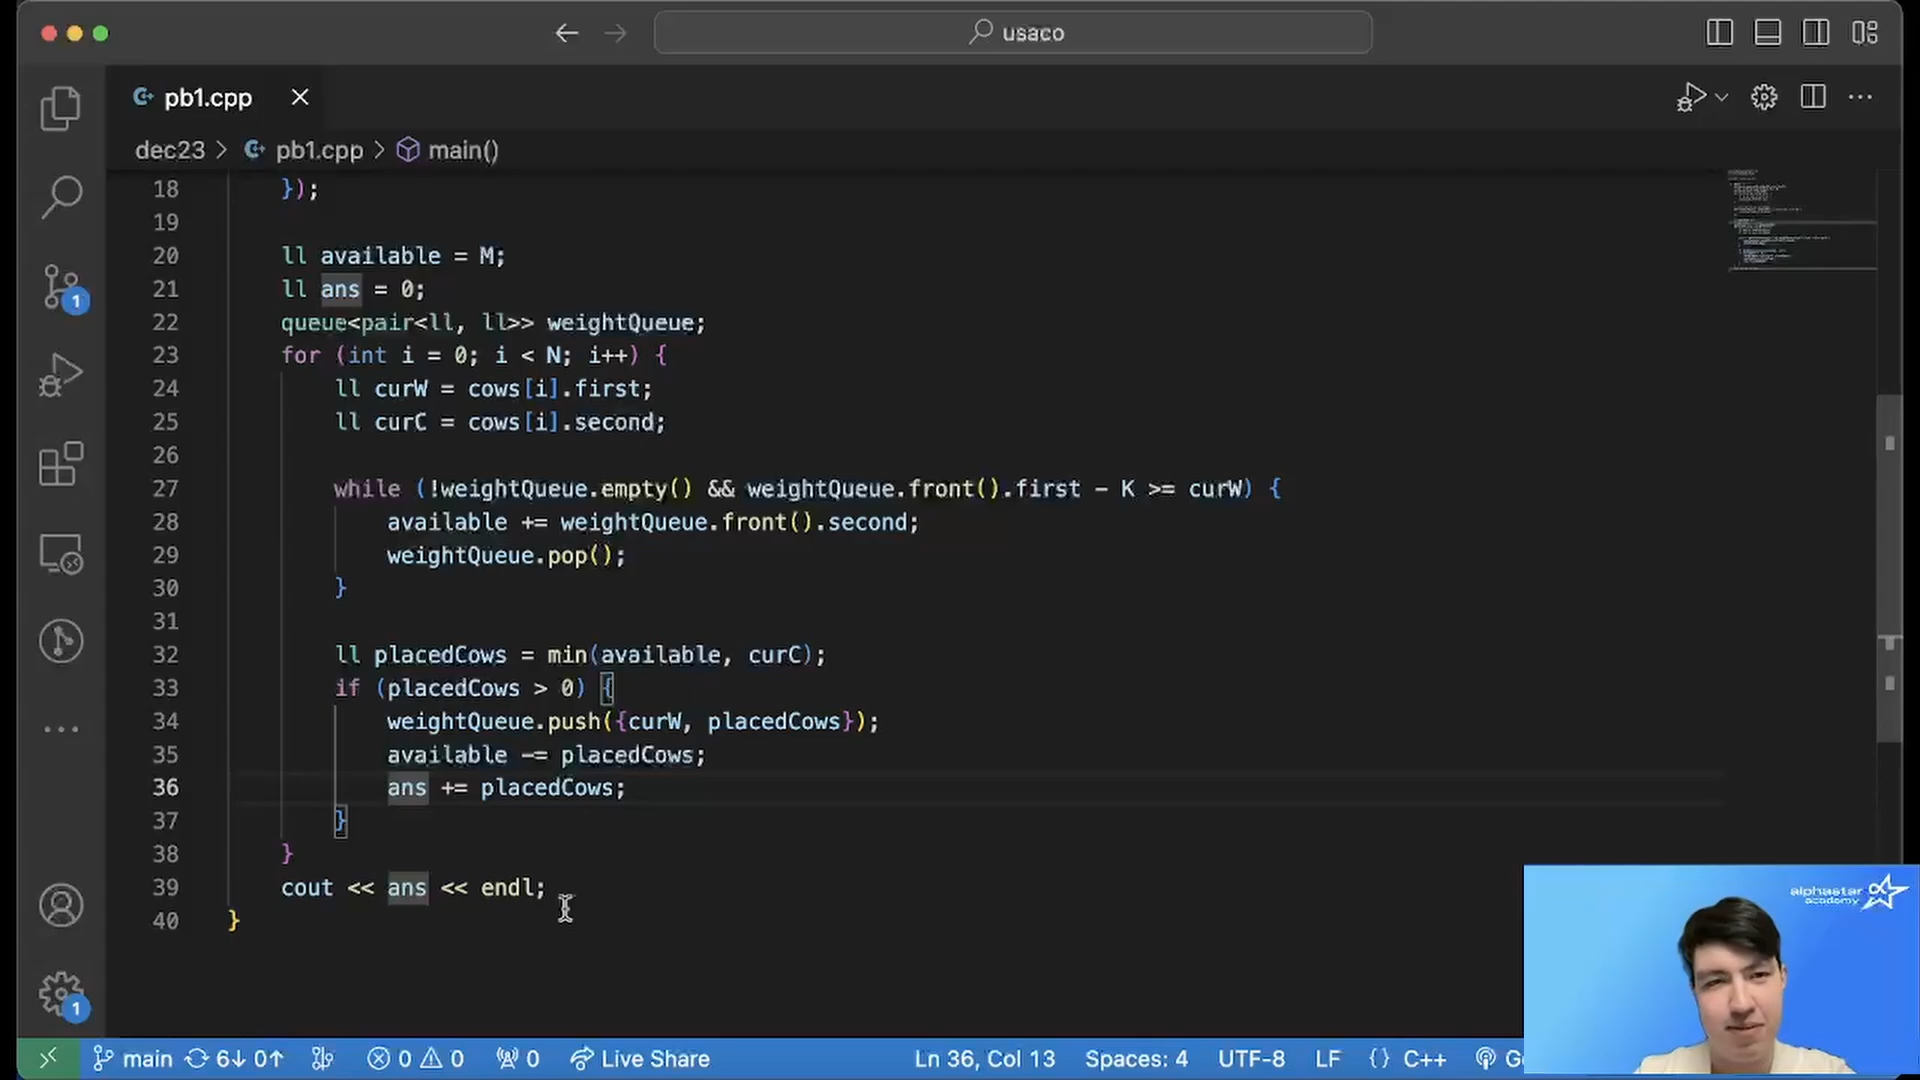 usaco
pb1.cpp
dec23 > pb1.cpp > main()
18 });
19
20 ll available = M;
21 ll ans = 0;
22 queue<pair<ll, ll>> weightQueue;
23 for (int i = 0; i < N; i++) {
24 ll curW = cows[i].first;
25 ll curC = cows[i].second;
26
27 while (!weightQueue.empty() && weightQueue.front().first - K >= curW) {
28 available += weightQueue.front().second;
29 weightQueue.pop();
30 }
31
32 ll placedCows = min(available, curC);
33 if (placedCows > 0) {
34 weightQueue.push({curW, placedCows});
35 available -= placedCows;
36 ans += placedCows;
37 }
38 }
39 cout << ans << endl;
40 }
1
1
alphastar
academy
main 6↓ 0↑ 0 0 0 Live Share Ln 36, Col 13 Spaces: 4 UTF-8 LF {} C++